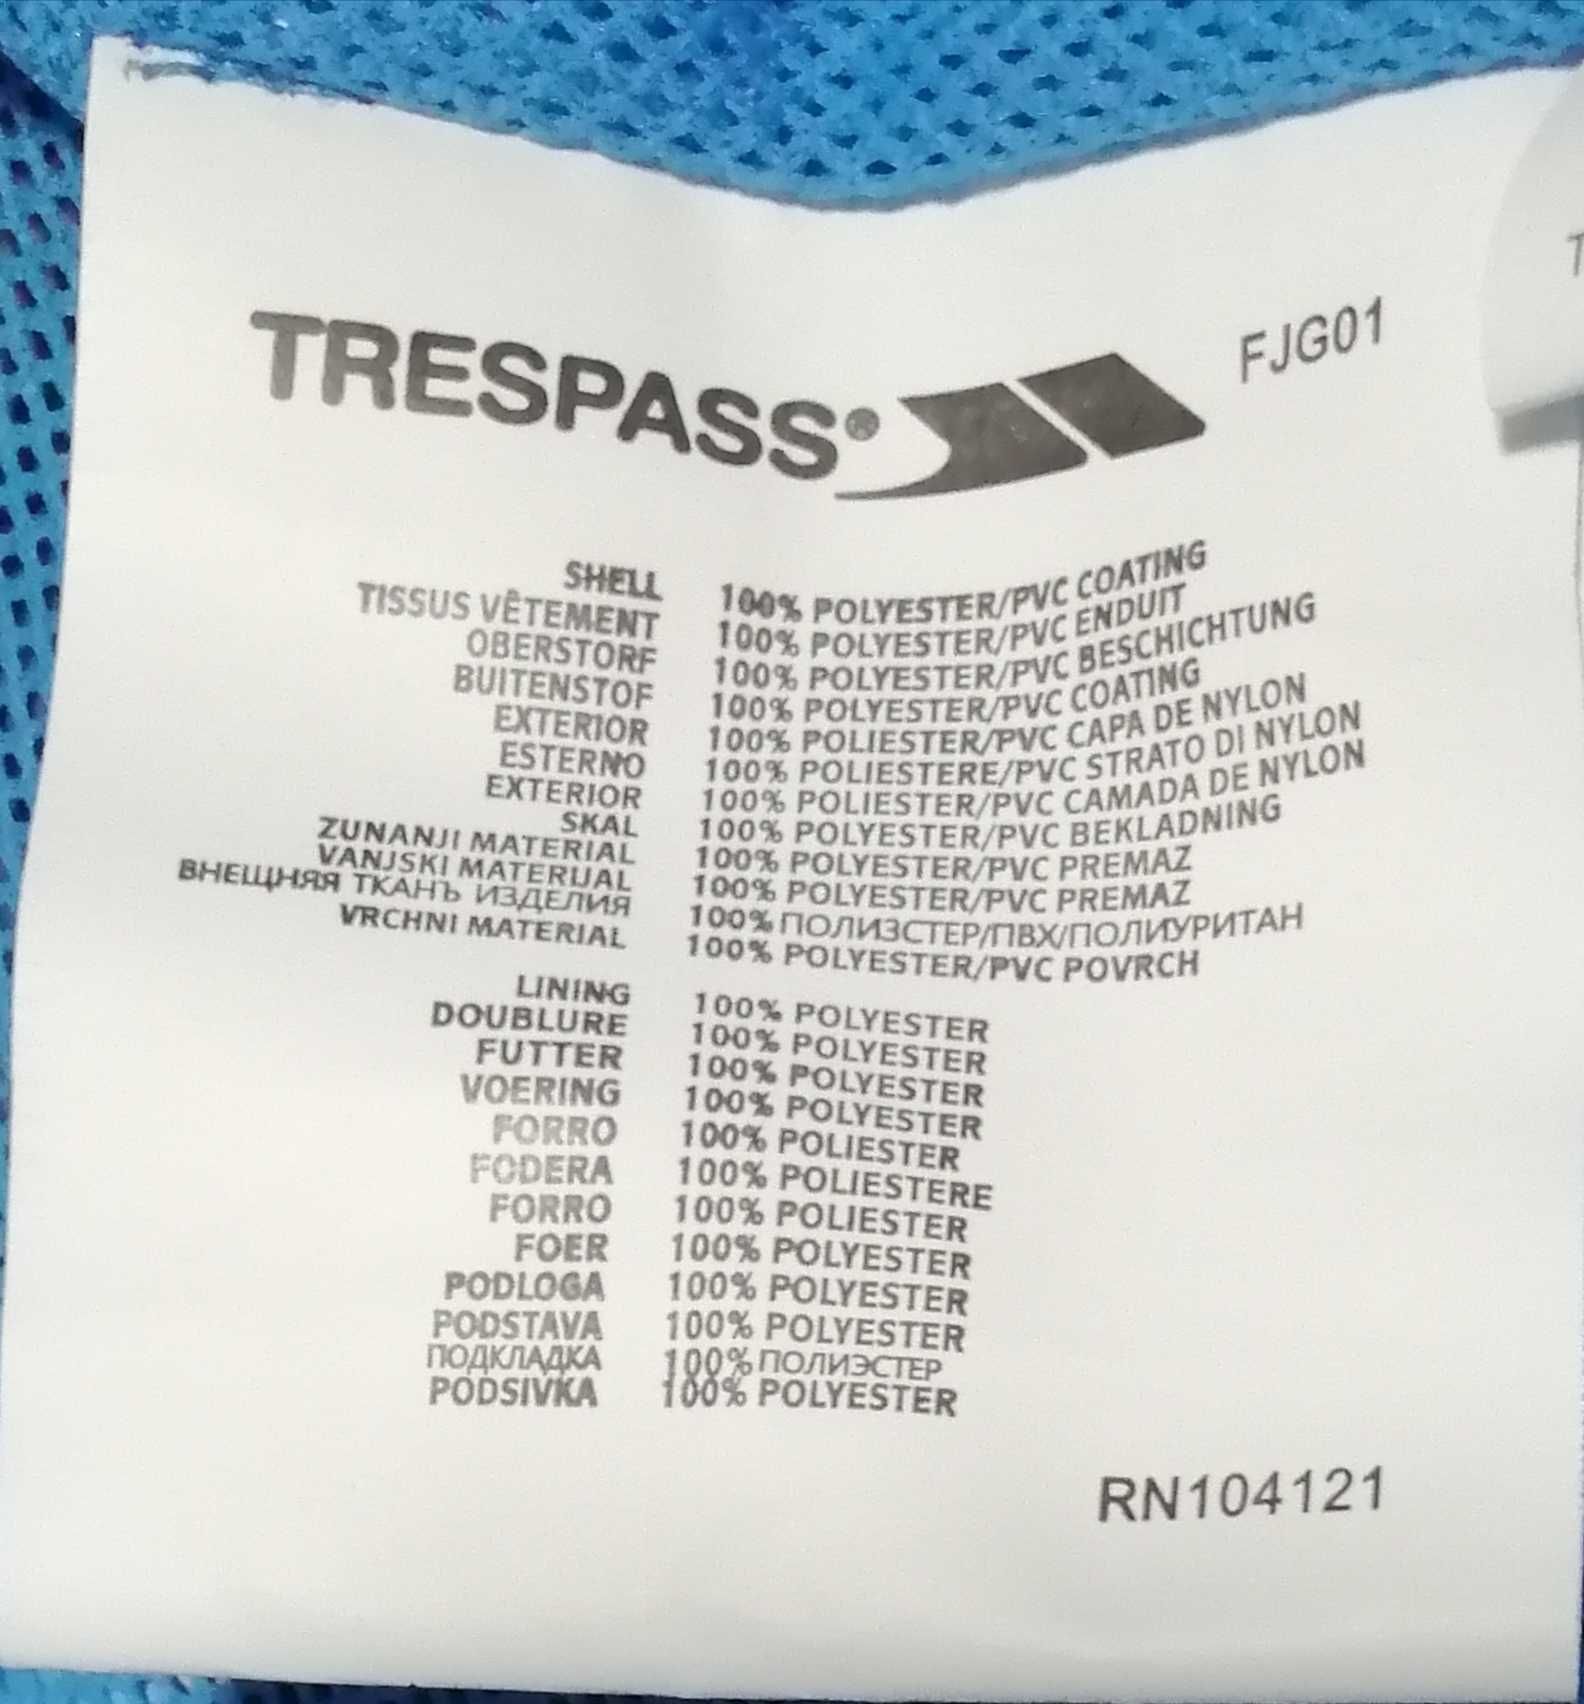 TRESPASS®
FJG01
SHELL 100% POLYESTER/PVC COATING
TISSUS VÊTEMENT 100% POLYESTER/PVC ENDUIT
OBERSTORF 100% POLYESTER/PVC BESCHICHTUNG
BUITENSTOF 100% POLYESTER/PVC COATING
EXTERIOR 100% POLIESTER/PVC CAPA DE NYLON
ESTERNO 100% POLIESTERE/PVC STRATO DI NYLON
EXTERIOR 100% POLIESTER/PVC CAMADA DE NYLON
SKAL 100% POLYESTER/PVC BEKLADNING
ZUNANJI MATERIAL 100% POLYESTER/PVC PREMAZ
VANJSKI MATERIJAL 100% POLYESTER/PVC PREMAZ
ВНЕЩНЯЯ ТКАНЪ ИЗДЕЛИЯ 100% ПОЛИЗСТЕР/ПВХ/ПОЛИУРИТАН
VRCHNI MATERIAL 100% POLYESTER/PVC POVRCH
LINING 100% POLYESTER
DOUBLURE 100% POLYESTER
FUTTER 100% POLYESTER
VOERING 100% POLYESTER
FORRO 100% POLIESTER
FODERA 100% POLIESTERE
FORRO 100% POLIESTER
FOER 100% POLYESTER
PODLOGA 100% POLYESTER
PODSTAVA 100% POLYESTER
ПОДКЛАДКА 100% ПОЛИЭСТЕР
PODSIVKA 100% POLYESTER
RN104121